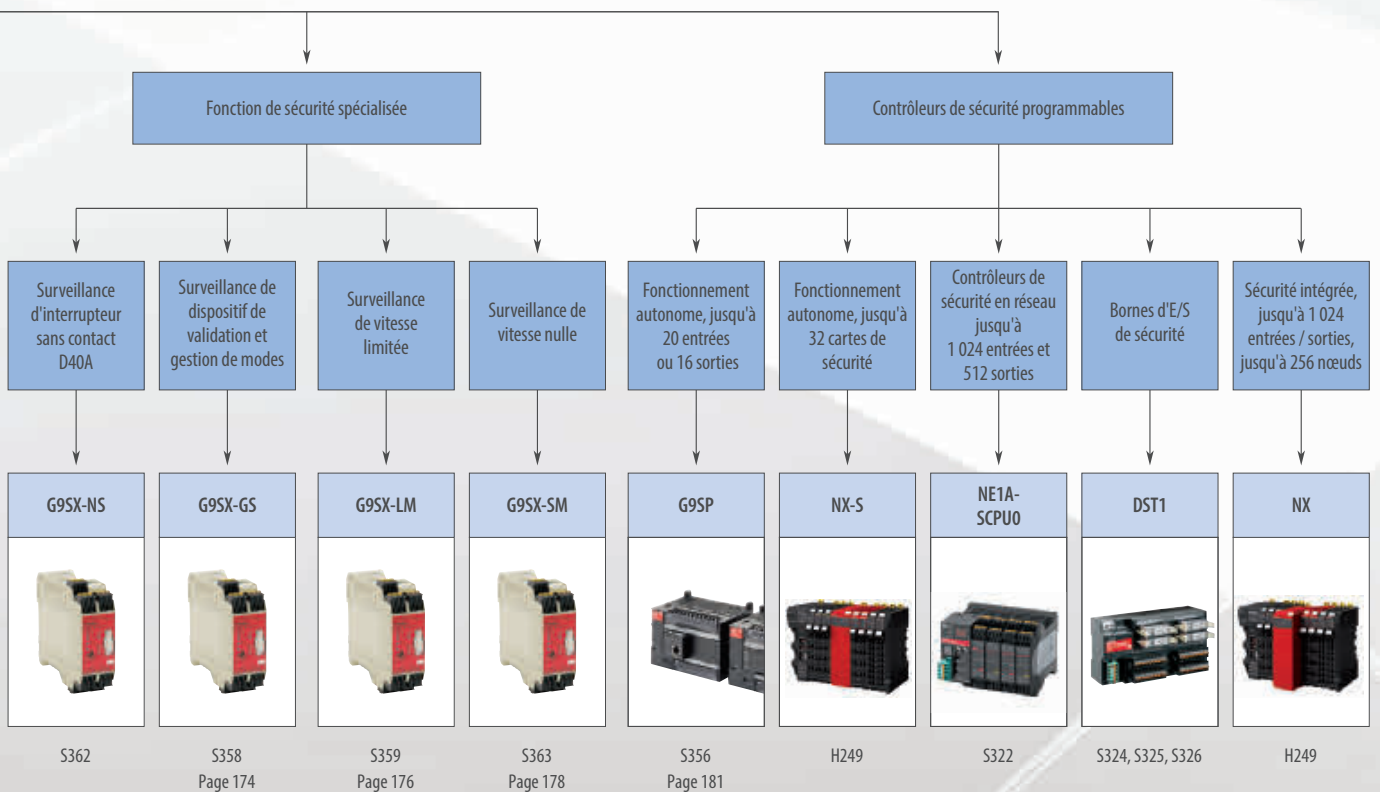 Fonction de sécurité spécialisée
Contrôleurs de sécurité programmables
Surveillance
d'interrupteur
sans contact
D40A
Surveillance de
dispositif de
validation et
gestion de modes
Surveillance
de vitesse
limitée
Surveillance de
vitesse nulle
Fonctionnement
autonome, jusqu'à
20 entrées
ou 16 sorties
Fonctionnement
autonome, jusqu'à
32 cartes de
sécurité
Contrôleurs de
sécurité en réseau
jusqu'à
1 024 entrées et
512 sorties
Bornes d'E/S
de sécurité
Sécurité intégrée,
jusqu'à 1 024
entrées / sorties,
jusqu'à 256 nœuds
G9SX-NS
G9SX-GS
G9SX-LM
G9SX-SM
G9SP
NX-S
NE1A-
SCPU0
DST1
NX
S362
S358
Page 174
S359
Page 176
S363
Page 178
S356
Page 181
H249
S322
S324, S325, S326
H249